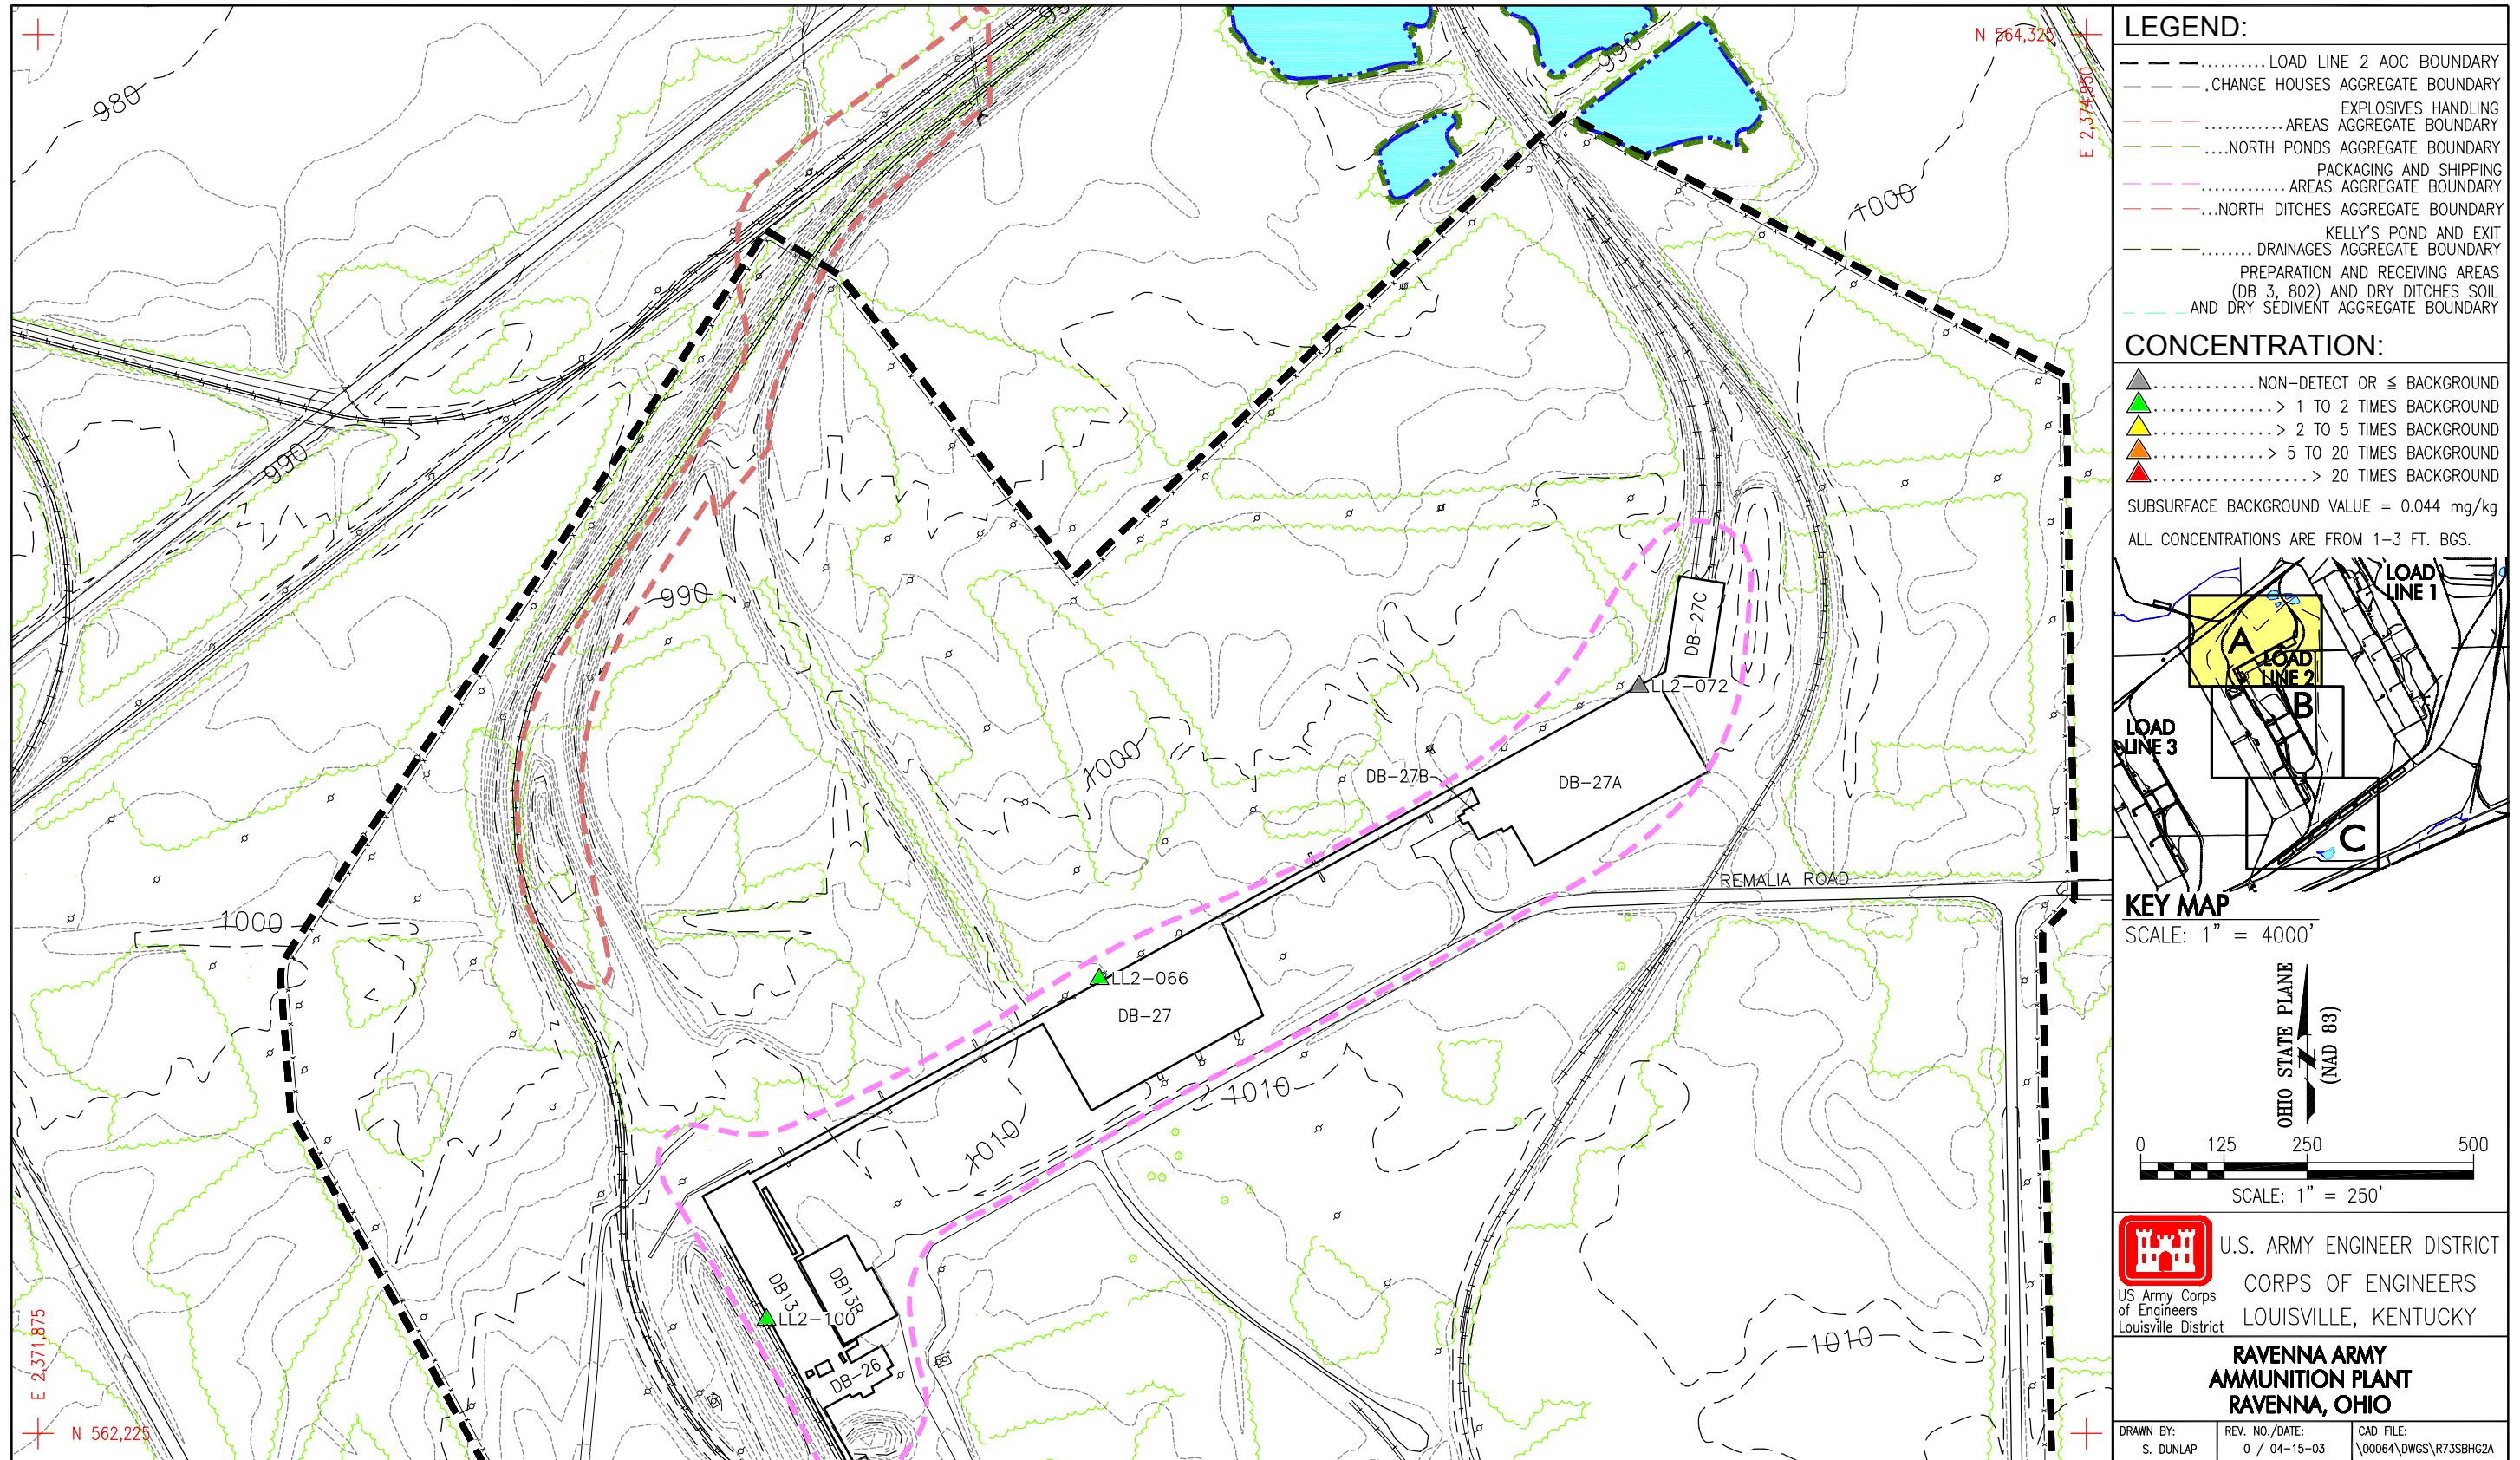 980
990
N 564,325
E 2,374,950
1000
990
990
1000
1000
DB-27C
LL2-072
DB-27B
DB-27A
REMALIA ROAD
LL2-066
DB-27
1010
1010
DB13
DB13B
LL2-100
DB-26
1010
E 2,371,875
N 562,225
LEGEND:
..........LOAD LINE 2 AOC BOUNDARY
.CHANGE HOUSES AGGREGATE BOUNDARY
EXPLOSIVES HANDLING
............AREAS AGGREGATE BOUNDARY
....NORTH PONDS AGGREGATE BOUNDARY
PACKAGING AND SHIPPING
.............AREAS AGGREGATE BOUNDARY
...NORTH DITCHES AGGREGATE BOUNDARY
KELLY'S POND AND EXIT
........DRAINAGES AGGREGATE BOUNDARY
PREPARATION AND RECEIVING AREAS
(DB 3, 802) AND DRY DITCHES SOIL
AND DRY SEDIMENT AGGREGATE BOUNDARY
CONCENTRATION:
............NON-DETECT OR ≤ BACKGROUND
..............> 1 TO 2 TIMES BACKGROUND
..............> 2 TO 5 TIMES BACKGROUND
.............> 5 TO 20 TIMES BACKGROUND
..................> 20 TIMES BACKGROUND
SUBSURFACE BACKGROUND VALUE = 0.044 mg/kg
ALL CONCENTRATIONS ARE FROM 1-3 FT. BGS.
LOAD
LINE 1
A
LOAD
LINE 2
B
LOAD
LINE 3
C
KEY MAP
SCALE: 1" = 4000'
OHIO STATE PLANE
(NAD 83)
0 125 250 500
SCALE: 1" = 250'
US Army Corps
of Engineers
Louisville District
U.S. ARMY ENGINEER DISTRICT
CORPS OF ENGINEERS
LOUISVILLE, KENTUCKY
RAVENNA ARMY
AMMUNITION PLANT
RAVENNA, OHIO
DRAWN BY:
S. DUNLAP
REV. NO./DATE:
0 / 04-15-03
CAD FILE:
\00064\DWGS\R73SBHG2A